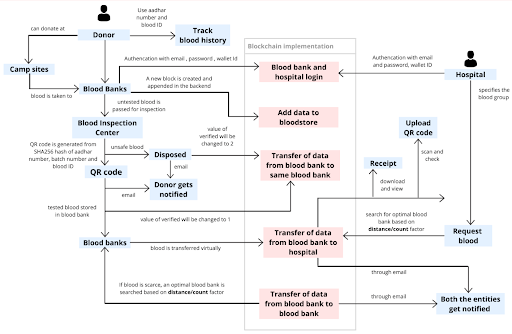 Use aadhar
number and
blood ID
can donate at
Donor
Track
blood history
Blockchain implementation
Authencation with email , password , wallet Id
Authencation with email
and password, wallet ID
Camp sites
Blood Banks
Blood bank and
hospital login
Hospital
A new block is created and
appended in the backend
specifies the
blood group
blood is taken to
untested blood is
passed for inspection
Add data to
bloodstore
Blood Inspection
Center
value of
verified will be
changed to 2
Upload
QR code
QR code is generated from
SHA256 hash of aadhar
number, batch number and
blood ID
unsafe blood
Disposed
Transfer of data
from blood bank to
same blood bank
scan and
check
Receipt
email
QR code
download
and view
email
Donor gets
notified
tested blood stored
in blood bank
value of verified will be changed to 1
search for optimal blood
bank based on
distance/count factor
Blood banks
blood is transferred virtually
Transfer of data
from blood bank to
hospital
Request
blood
through email
If blood is scarce, an optimal blood bank is
searched based on distance/count factor
Transfer of data
from blood bank to
blood bank
through email
Both the entities
get notified